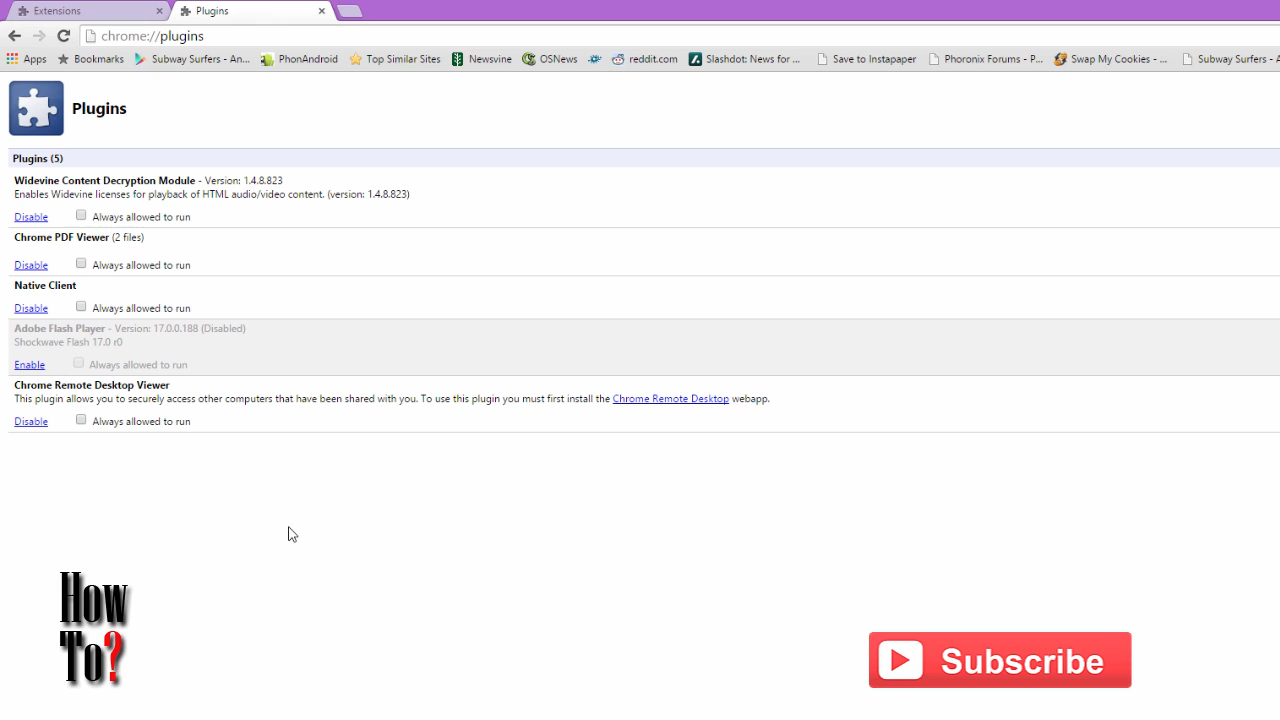 Extensions
Plugins
chrome://plugins
Apps Bookmarks Subway Surfers - An... PhonAndroid Top Similar Sites Newsvine OSNews reddit.com Slashdot: News for ... Save to Instapaper Phoronix Forums - P... Swap My Cookies - ... Subway Surfers - A
Plugins
Plugins (5)
Widevine Content Decryption Module - Version: 1.4.8.823
Enables Widevine licenses for playback of HTML audio/video content. (version: 1.4.8.823)
Disable Always allowed to run
Chrome PDF Viewer (2 files)
Disable Always allowed to run
Native Client
Disable Always allowed to run
Adobe Flash Player - Version: 17.0.0.188 (Disabled)
Shockwave Flash 17.0 r0
Enable Always allowed to run
Chrome Remote Desktop Viewer
This plugin allows you to securely access other computers that have been shared with you. To use this plugin you must first install the Chrome Remote Desktop webapp.
Disable Always allowed to run
How
To?
Subscribe